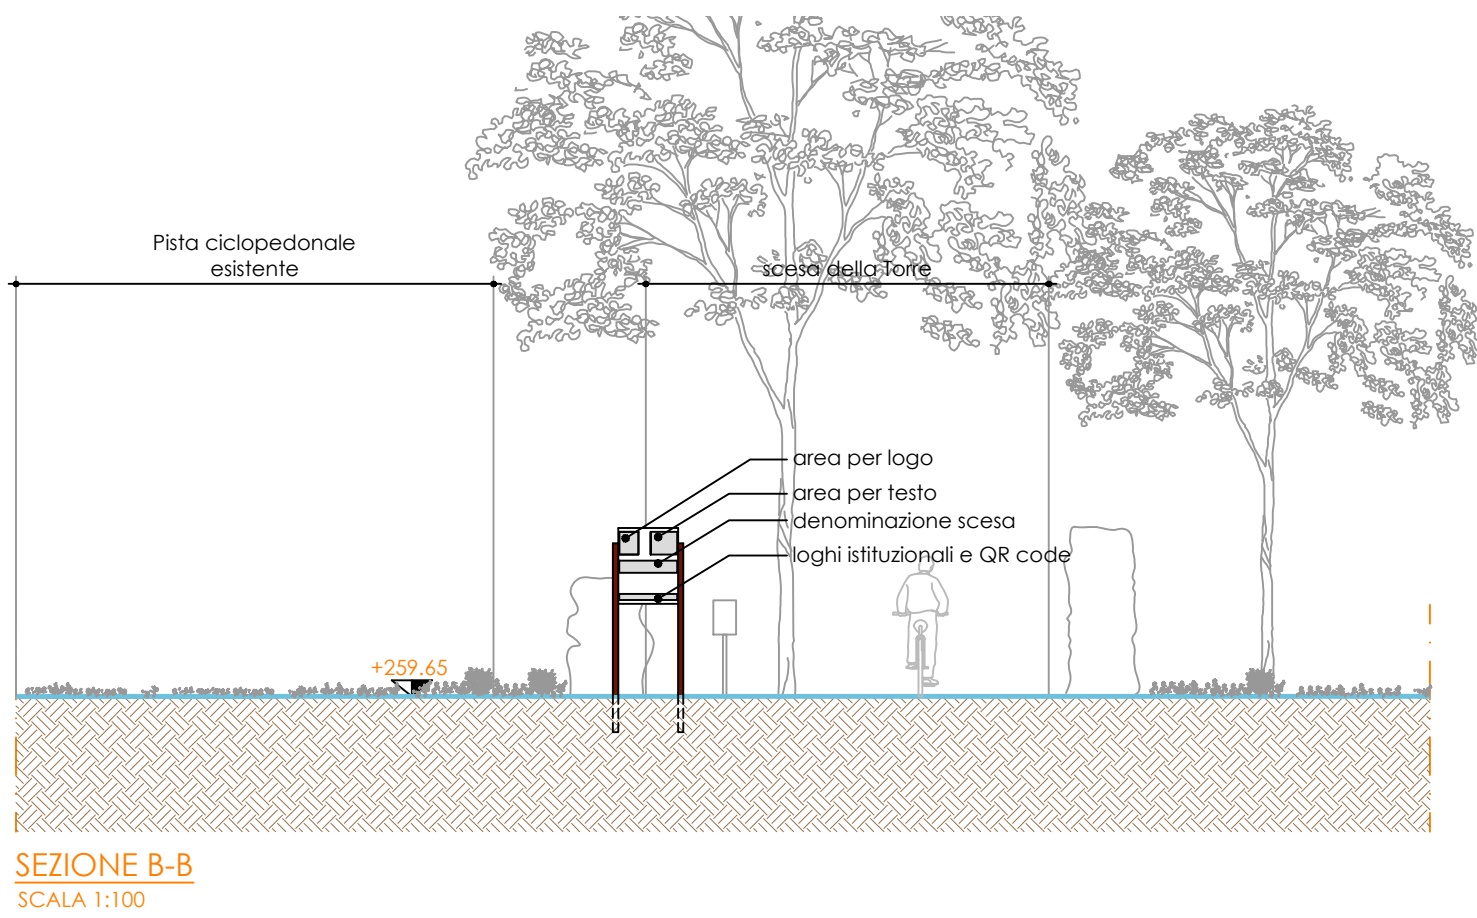 Pista ciclopedonale
esistente
scesa della Torre
area per logo
area per testo
denominazione scesa
loghi istituzionali e QR code
+259.65
SEZIONE B-B
SCALA 1:100